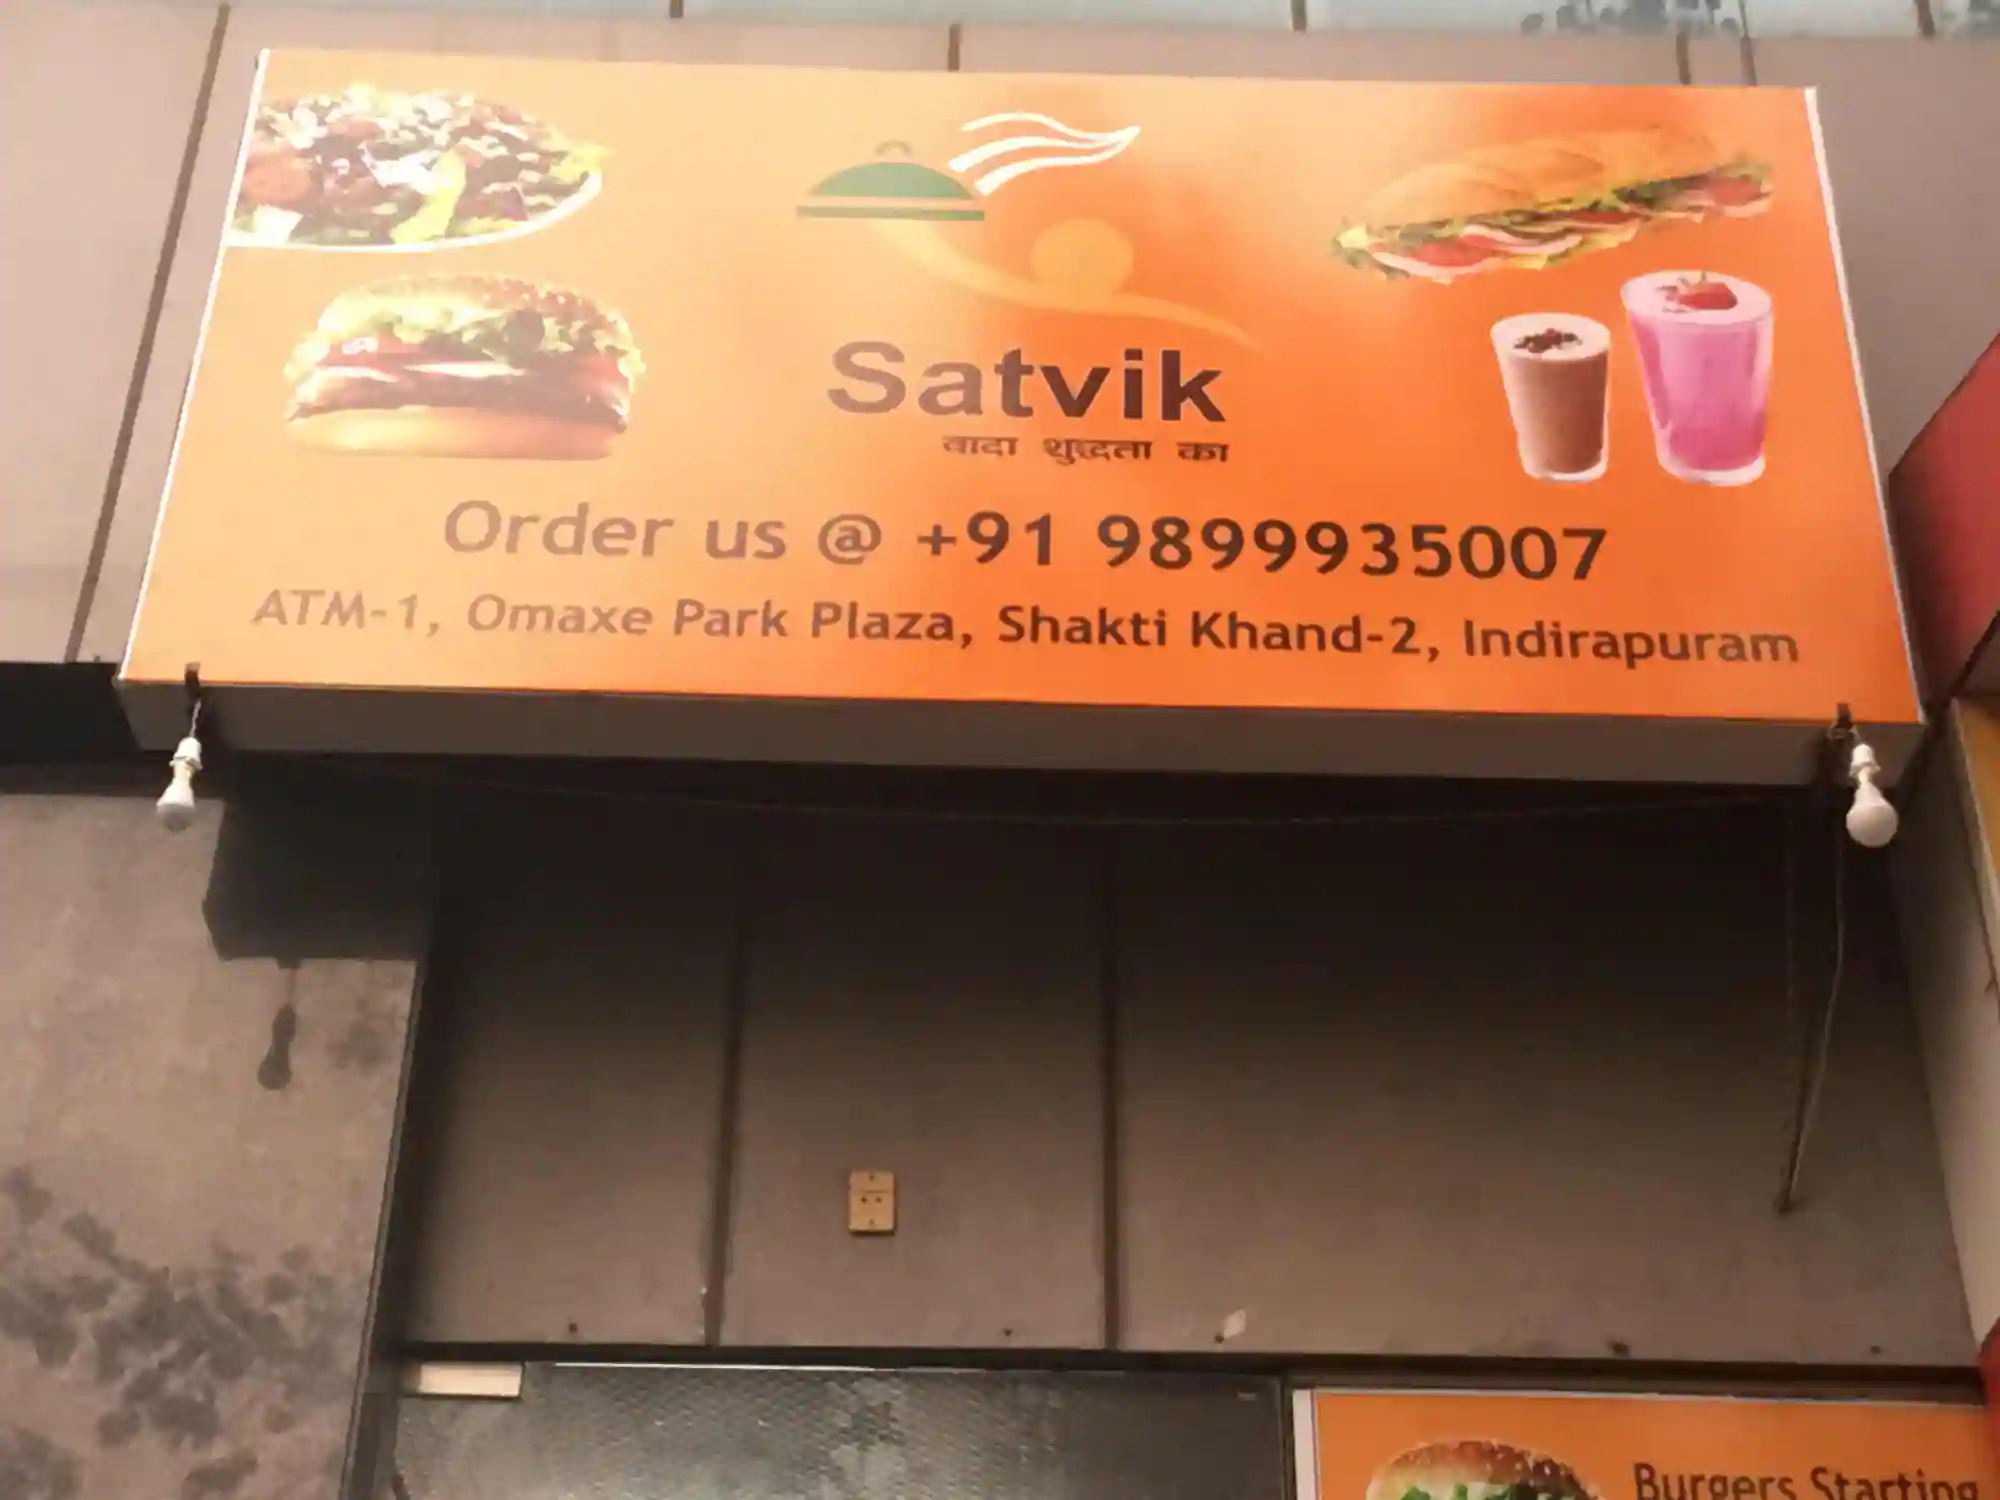 Satvik
वादा शुद्धता का
Order us @ +91 9899935007
ATM-1, Omaxe Park Plaza, Shakti Khand-2, Indirapuram
Burgers Starting